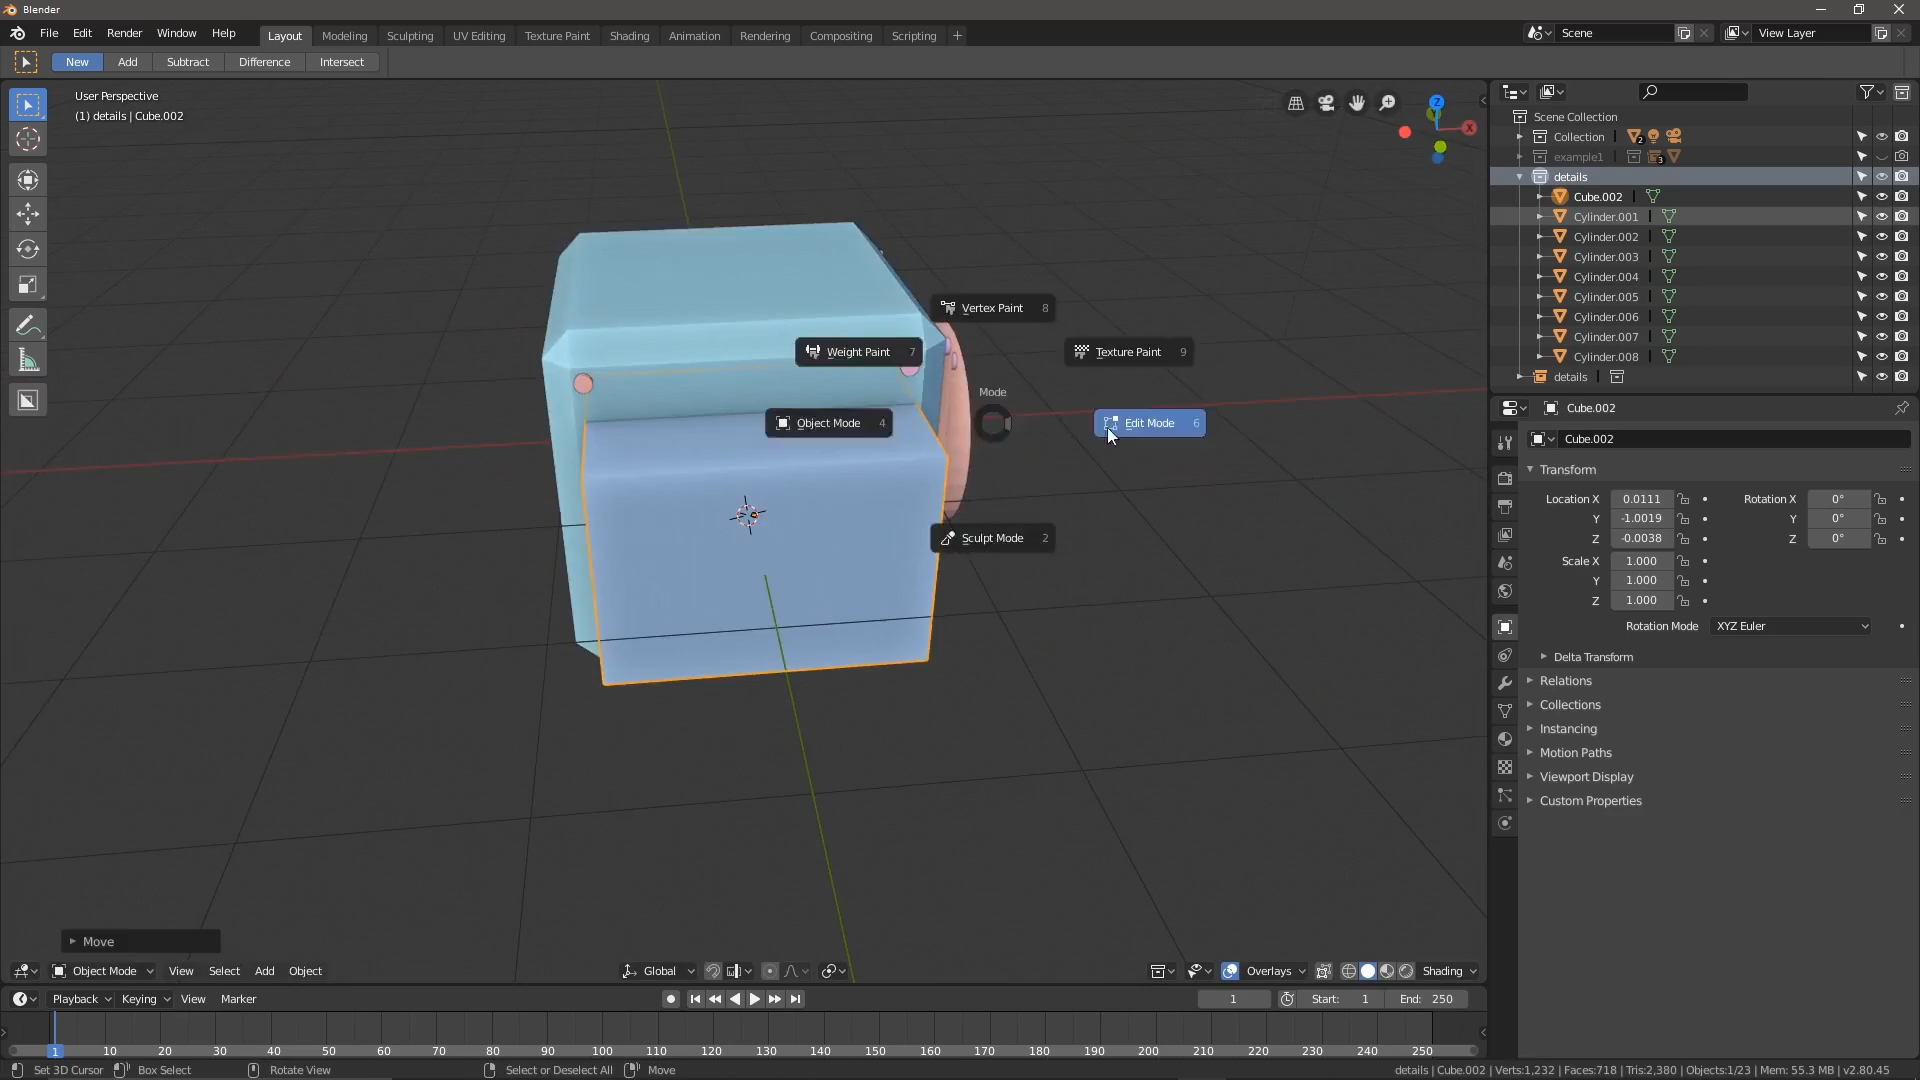 Blender
File Edit Render Window Help
Layout Modeling Sculpting UV Editing Texture Paint Shading Animation Rendering Compositing Scripting +
Scene
View Layer
New Add Subtract Difference Intersect
User Perspective
(1) details | Cube.002
Z
Y
X
Vertex Paint 8
Weight Paint 7
Texture Paint 9
Mode
Object Mode 4
Edit Mode 6
Sculpt Mode 2
Scene Collection
Collection 2
example1 3
details
Cube.002
Cylinder.001
Cylinder.002
Cylinder.003
Cylinder.004
Cylinder.005
Cylinder.006
Cylinder.007
Cylinder.008
details
Cube.002
Cube.002
Transform
Location X 0.0111 Rotation X 0°
Y -1.0019 Y 0°
Z -0.0038 Z 0°
Scale X 1.000
Y 1.000
Z 1.000
Rotation Mode XYZ Euler
Delta Transform
Relations
Collections
Instancing
Motion Paths
Viewport Display
Custom Properties
Move
Object Mode View Select Add Object
Global
Overlays
Shading
Playback Keying View Marker
1
Start: 1
End: 250
1 10 20 30 40 50 60 70 80 90 100 110 120 130 140 150 160 170 180 190 200 210 220 230 240 250
Set 3D Cursor Box Select Rotate View Select or Deselect All Move
details | Cube.002 | Verts:1,232 | Faces:718 | Tris:2,380 | Objects:1/23 | Mem: 55.3 MB | v2.80.45